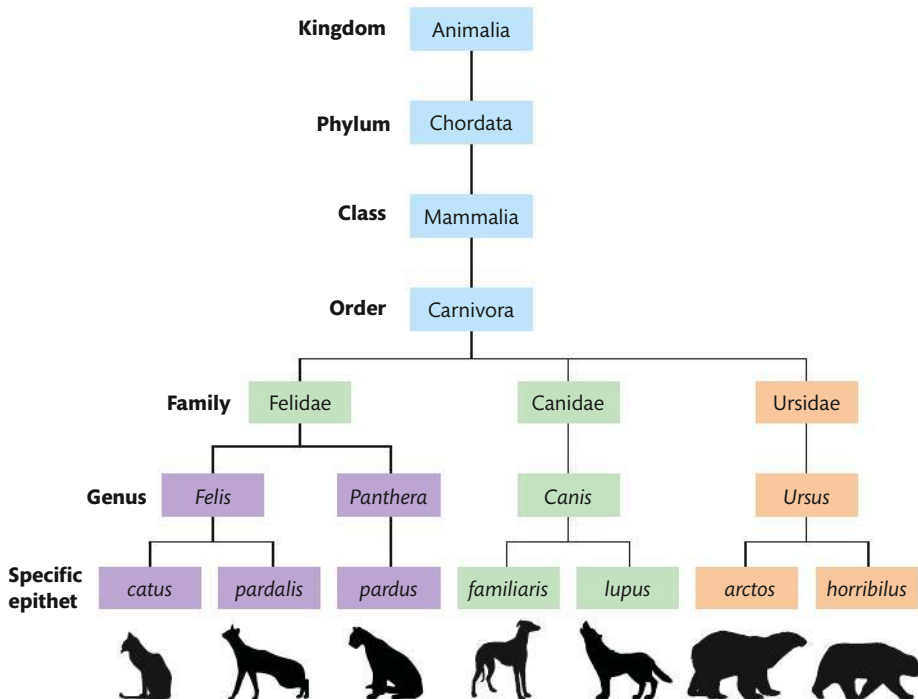 Kingdom Animalia
Phylum Chordata
Class Mammalia
Order Carnivora
Family Felidae Canidae Ursidae
Genus Felis Panthera Canis Ursus
Specific
epithet catus pardalis pardus familiaris lupus arctos horribilus